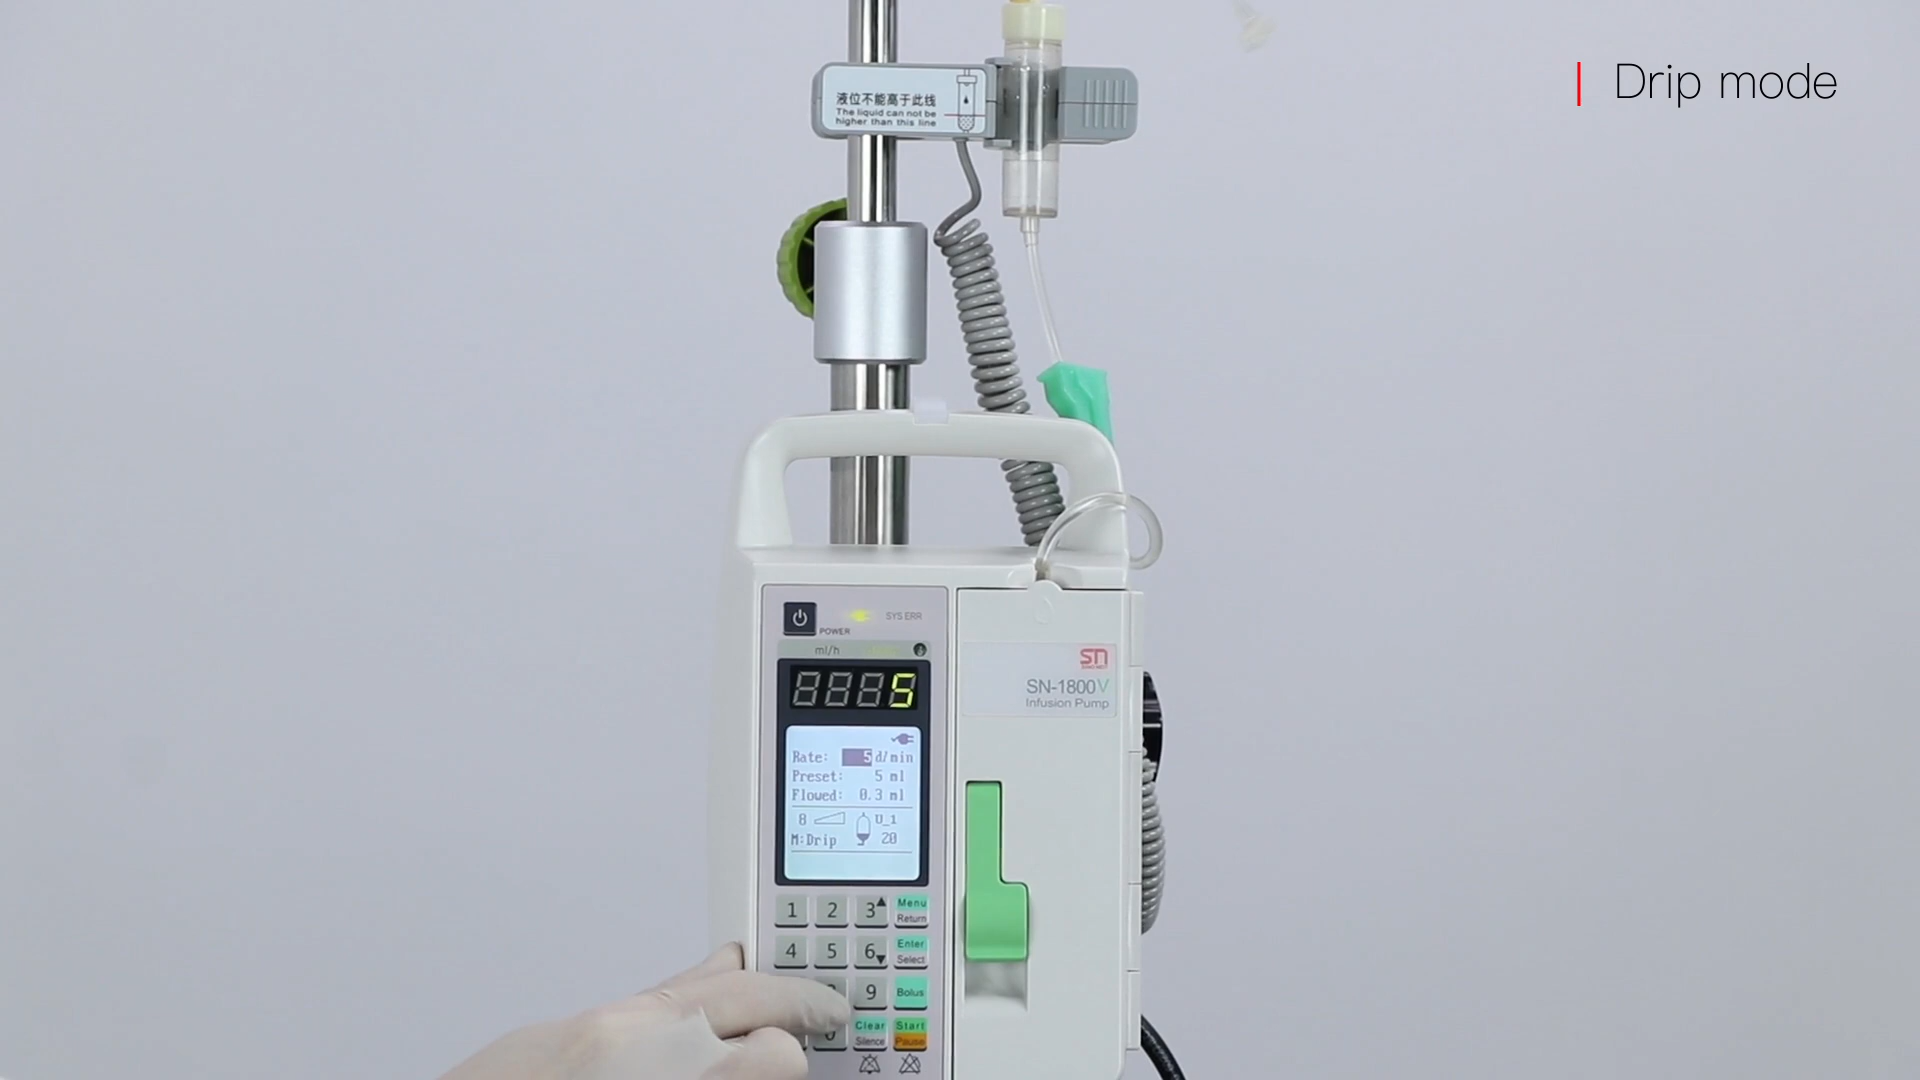 Drip mode
液位不能高于此线
The liquid can not be
higher than this line
POWER
SYS ERR
ml/h
5
SN
SN-1800V
Infusion Pump
Rate: 5 d/min
Preset: 5 ml
Flowed: 0.3 ml
8 U_1
M:Drip 20
1 2 3 Menu
Return
4 5 6 Enter
Select
9 Bolus
0 Clear Start
Silence Pause